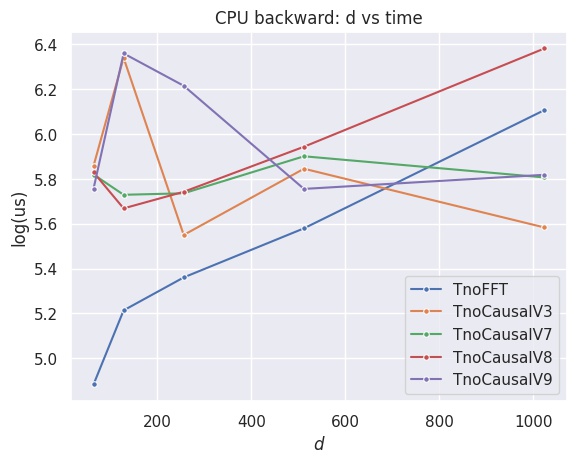 CPU backward: d vs time
log(us)
6.4
6.2
6.0
5.8
5.6
5.4
5.2
5.0
200
400
600
800
1000
d
TnoFFT
TnoCausalV3
TnoCausalV7
TnoCausalV8
TnoCausalV9